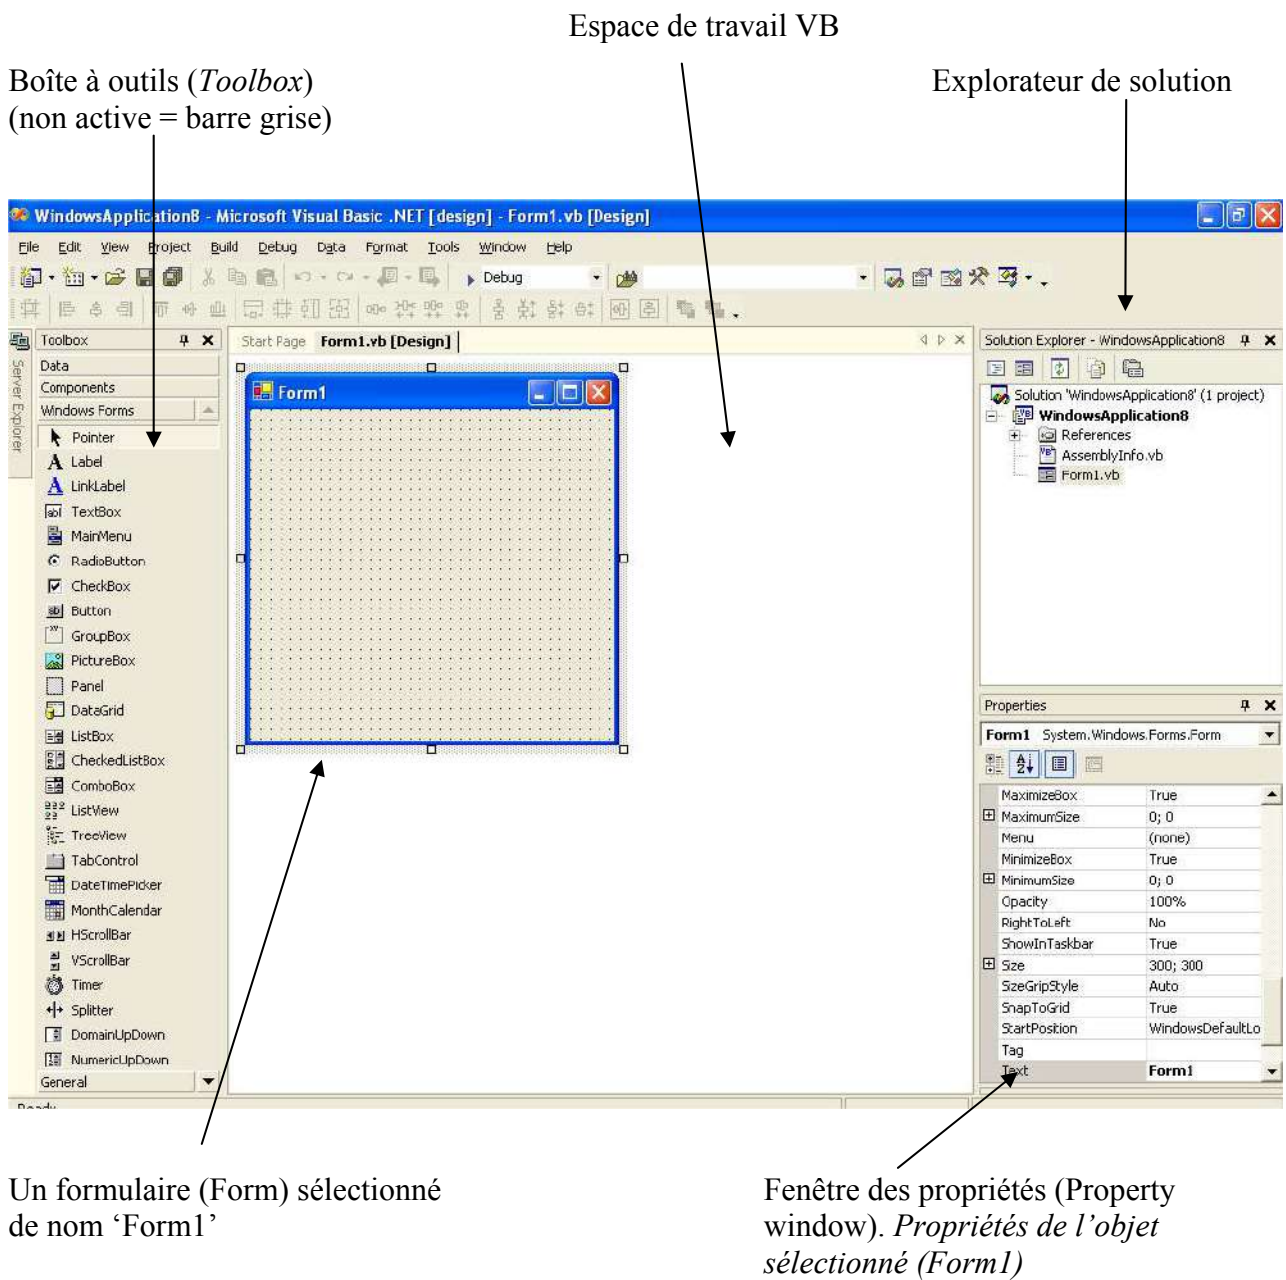 Espace de travail VB
Boîte à outils (Toolbox)
(non active = barre grise)
Explorateur de solution
WindowsApplication8 - Microsoft Visual Basic .NET [design] - Form1.vb [Design]
File Edit View Project Build Debug Data Format Tools Window Help
Debug
Server Explorer
Toolbox
Data
Components
Windows Forms
Pointer
Label
LinkLabel
TextBox
MainMenu
RadioButton
CheckBox
Button
GroupBox
PictureBox
Panel
DataGrid
ListBox
CheckedListBox
ComboBox
ListView
TreeView
TabControl
DateTimePicker
MonthCalendar
HScrollBar
VScrollBar
Timer
Splitter
DomainUpDown
NumericUpDown
General
Start Page Form1.vb [Design]
Form1
Solution Explorer - WindowsApplication8
Solution 'WindowsApplication8' (1 project)
WindowsApplication8
References
AssemblyInfo.vb
Form1.vb
Properties
Form1 System.Windows.Forms.Form
MaximizeBox True
MaximumSize 0; 0
Menu (none)
MinimizeBox True
MinimumSize 0; 0
Opacity 100%
RightToLeft No
ShowInTaskbar True
Size 300; 300
SizeGripStyle Auto
SnapToGrid True
StartPosition WindowsDefaultLo
Tag
Text Form1
Ready
Un formulaire (Form) sélectionné
de nom ‘Form1’
Fenêtre des propriétés (Property
window). Propriétés de l’objet
sélectionné (Form1)